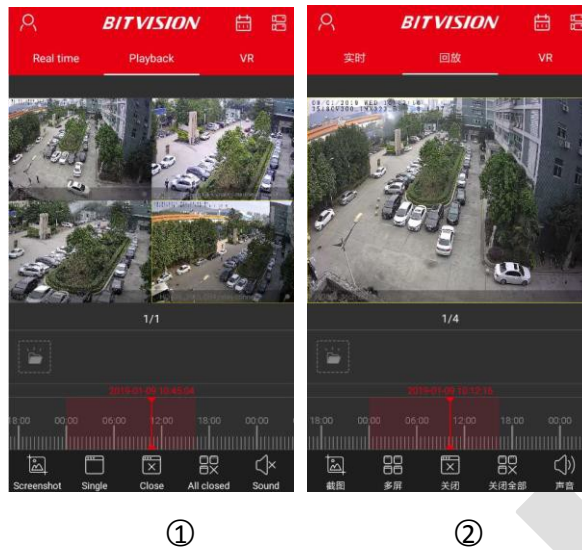 BITVISION
Real time Playback VR
1/1
2019-01-09 10:45:54
18:00 00:00 06:00 12:00 18:00 00:00
Screenshot Single Close All closed Sound
①
BITVISION
实时 回放 VR
1/4
2019-01-09 10:12:16
18:00 00:00 06:00 12:00 18:00 00:00
截图 多屏 关闭 关闭全部 声音
②